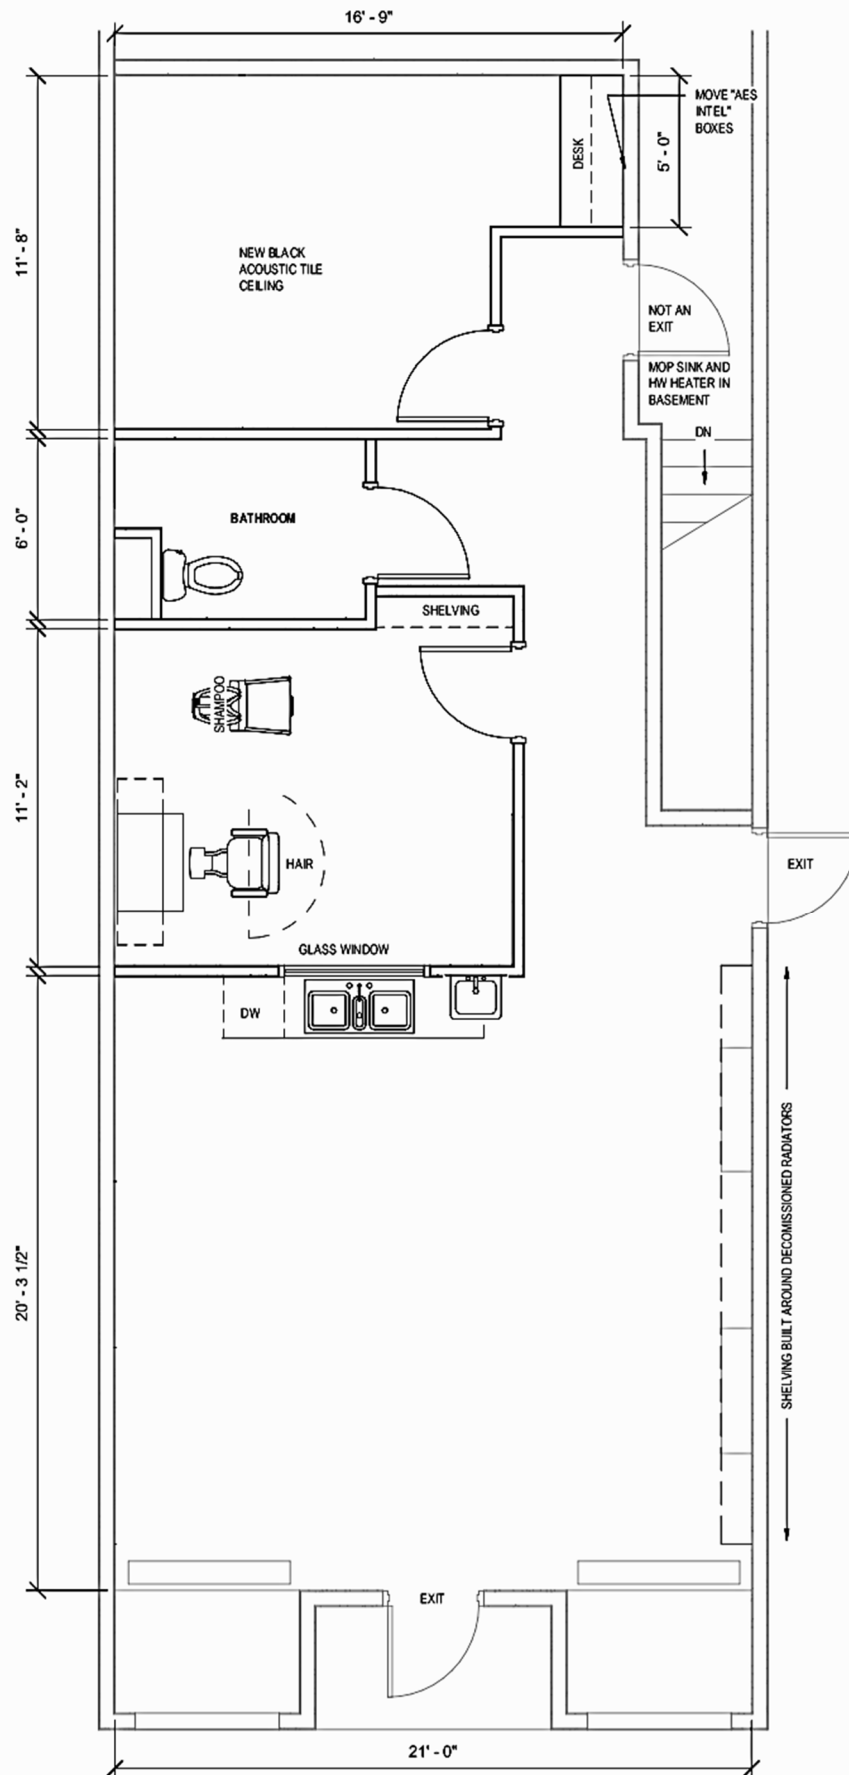 16' - 9"
MOVE "AES
INTEL"
BOXES
5' - 0"
DESK
11' - 8"
NEW BLACK
ACOUSTIC TILE
CEILING
NOT AN
EXIT
MOP SINK AND
HW HEATER IN
BASEMENT
DN
6' - 0"
BATHROOM
SHELVING
SHAMPOO
11' - 2"
HAIR
EXIT
GLASS WINDOW
DW
SHELVING BUILT AROUND DECOMISSIONED RADIATORS
20' - 3 1/2"
EXIT
21' - 0"